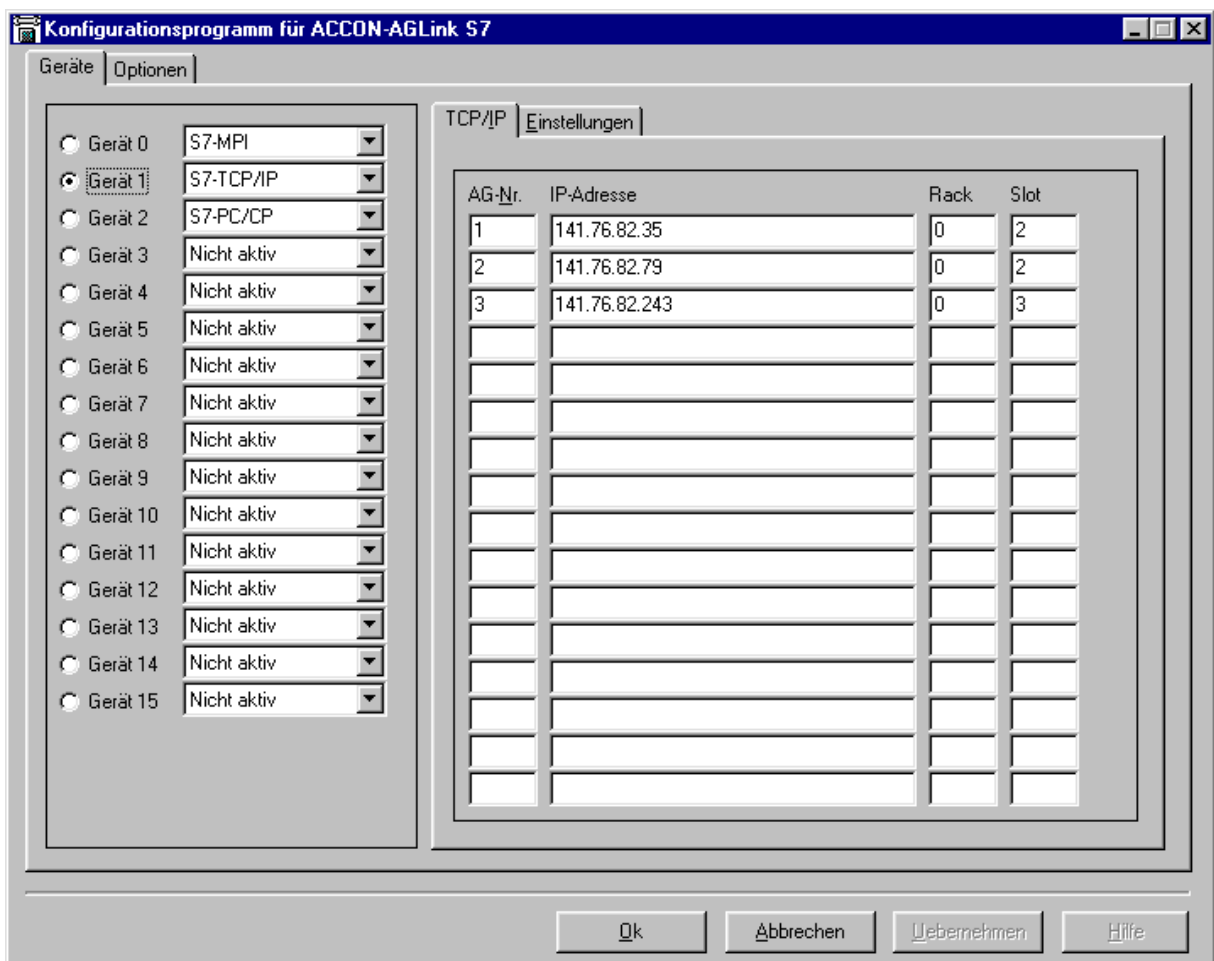 Konfigurationsprogramm für ACCON-AGLink S7
Geräte Optionen
Gerät 0 S7-MPI
Gerät 1 S7-TCP/IP
Gerät 2 S7-PC/CP
Gerät 3 Nicht aktiv
Gerät 4 Nicht aktiv
Gerät 5 Nicht aktiv
Gerät 6 Nicht aktiv
Gerät 7 Nicht aktiv
Gerät 8 Nicht aktiv
Gerät 9 Nicht aktiv
Gerät 10 Nicht aktiv
Gerät 11 Nicht aktiv
Gerät 12 Nicht aktiv
Gerät 13 Nicht aktiv
Gerät 14 Nicht aktiv
Gerät 15 Nicht aktiv
TCP/IP Einstellungen
AG-Nr. IP-Adresse Rack Slot
1 141.76.82.35 0 2
2 141.76.82.79 0 2
3 141.76.82.243 0 3
Ok Abbrechen Uebernehmen Hilfe